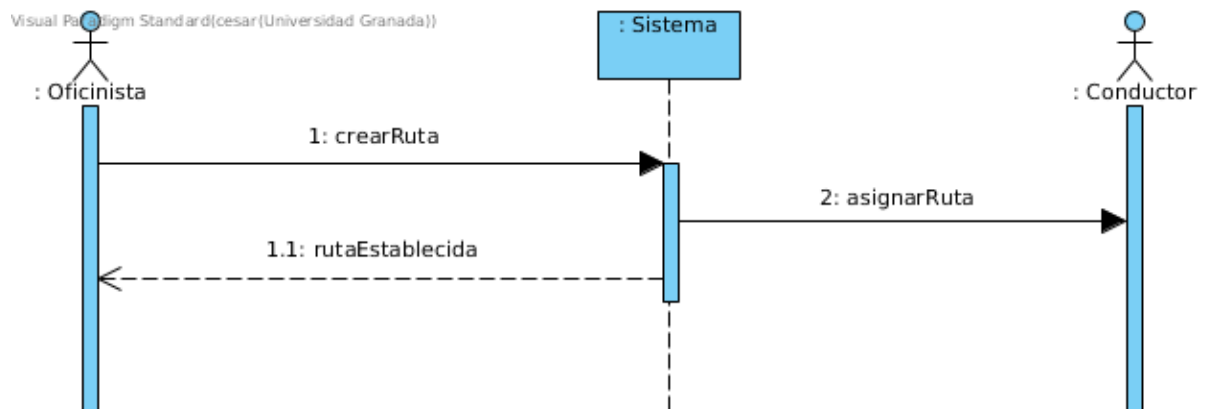 Visual Paradigm Standard(cesar(Universidad Granada))
: Sistema
: Oficinista
: Conductor
1: crearRuta
2: asignarRuta
1.1: rutaEstablecida